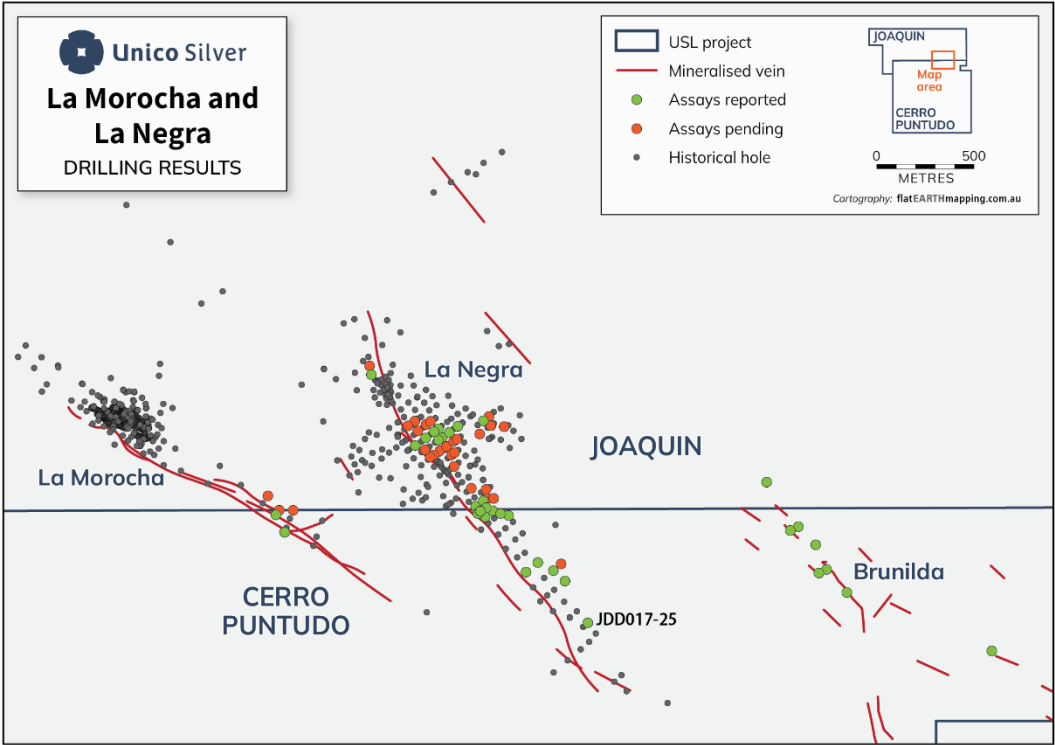 Unico Silver
La Morocha and
La Negra
DRILLING RESULTS
USL project
Mineralised vein
Assays reported
Assays pending
Historical hole
JOAQUIN
Map
area
CERRO
PUNTUDO
0 500
METRES
Cartography: flatEARTHmapping.com.au
La Negra
JOAQUIN
La Morocha
Brunilda
CERRO
PUNTUDO
JDD017-25